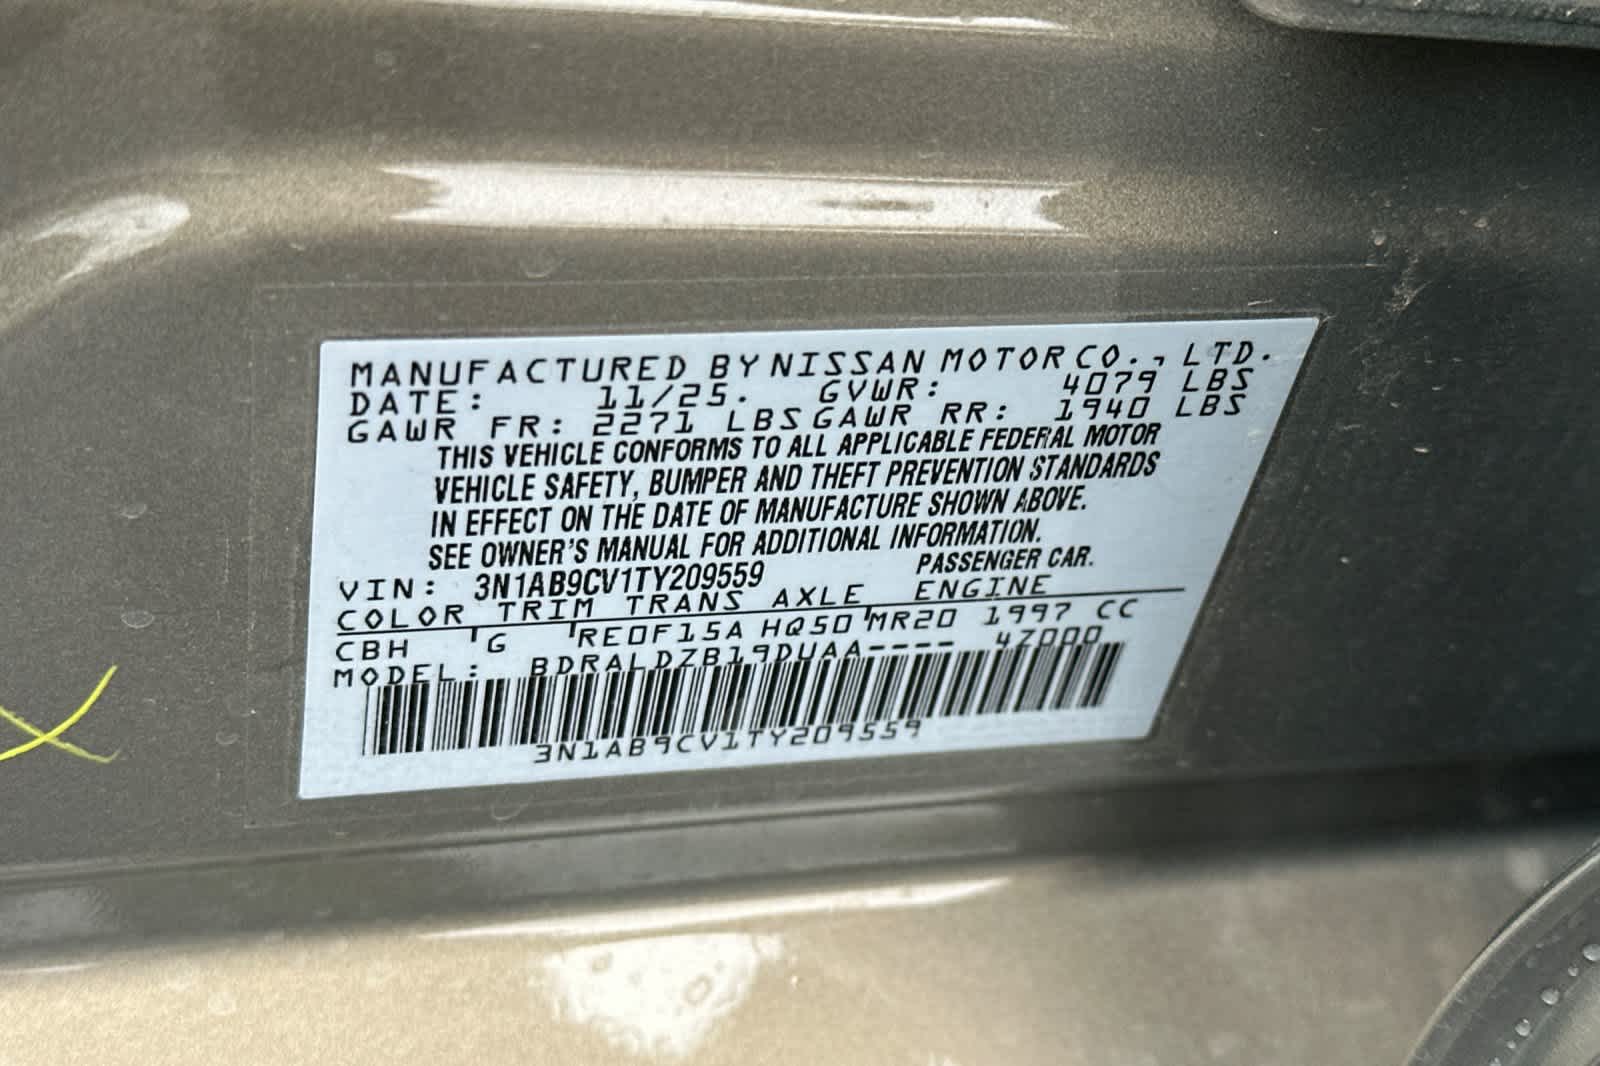 MANUFACTURED BY NISSAN MOTOR CO., LTD.
DATE: 11/25. GVWR: 4079 LBS
GAWR FR: 2271 LBS GAWR RR: 1940 LBS
THIS VEHICLE CONFORMS TO ALL APPLICABLE FEDERAL MOTOR
VEHICLE SAFETY, BUMPER AND THEFT PREVENTION STANDARDS
IN EFFECT ON THE DATE OF MANUFACTURE SHOWN ABOVE.
SEE OWNER'S MANUAL FOR ADDITIONAL INFORMATION.
VIN: 3N1AB9CV1TY209559 PASSENGER CAR.
COLOR TRIM TRANS AXLE ENGINE
CBH G RE0F15A HQ50 MR20 1997 CC
MODEL: BDRALDZB19DUAA---- 4Z000
3N1AB9CV1TY209559